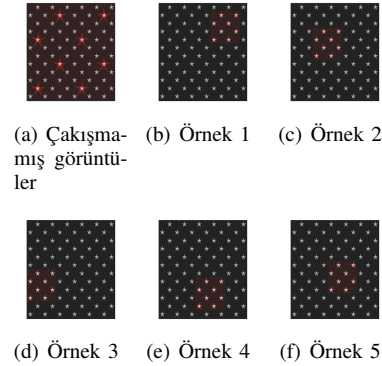 (a) Çakışma-
mış görüntü-
ler
(b) Örnek 1
(c) Örnek 2
(d) Örnek 3
(e) Örnek 4
(f) Örnek 5